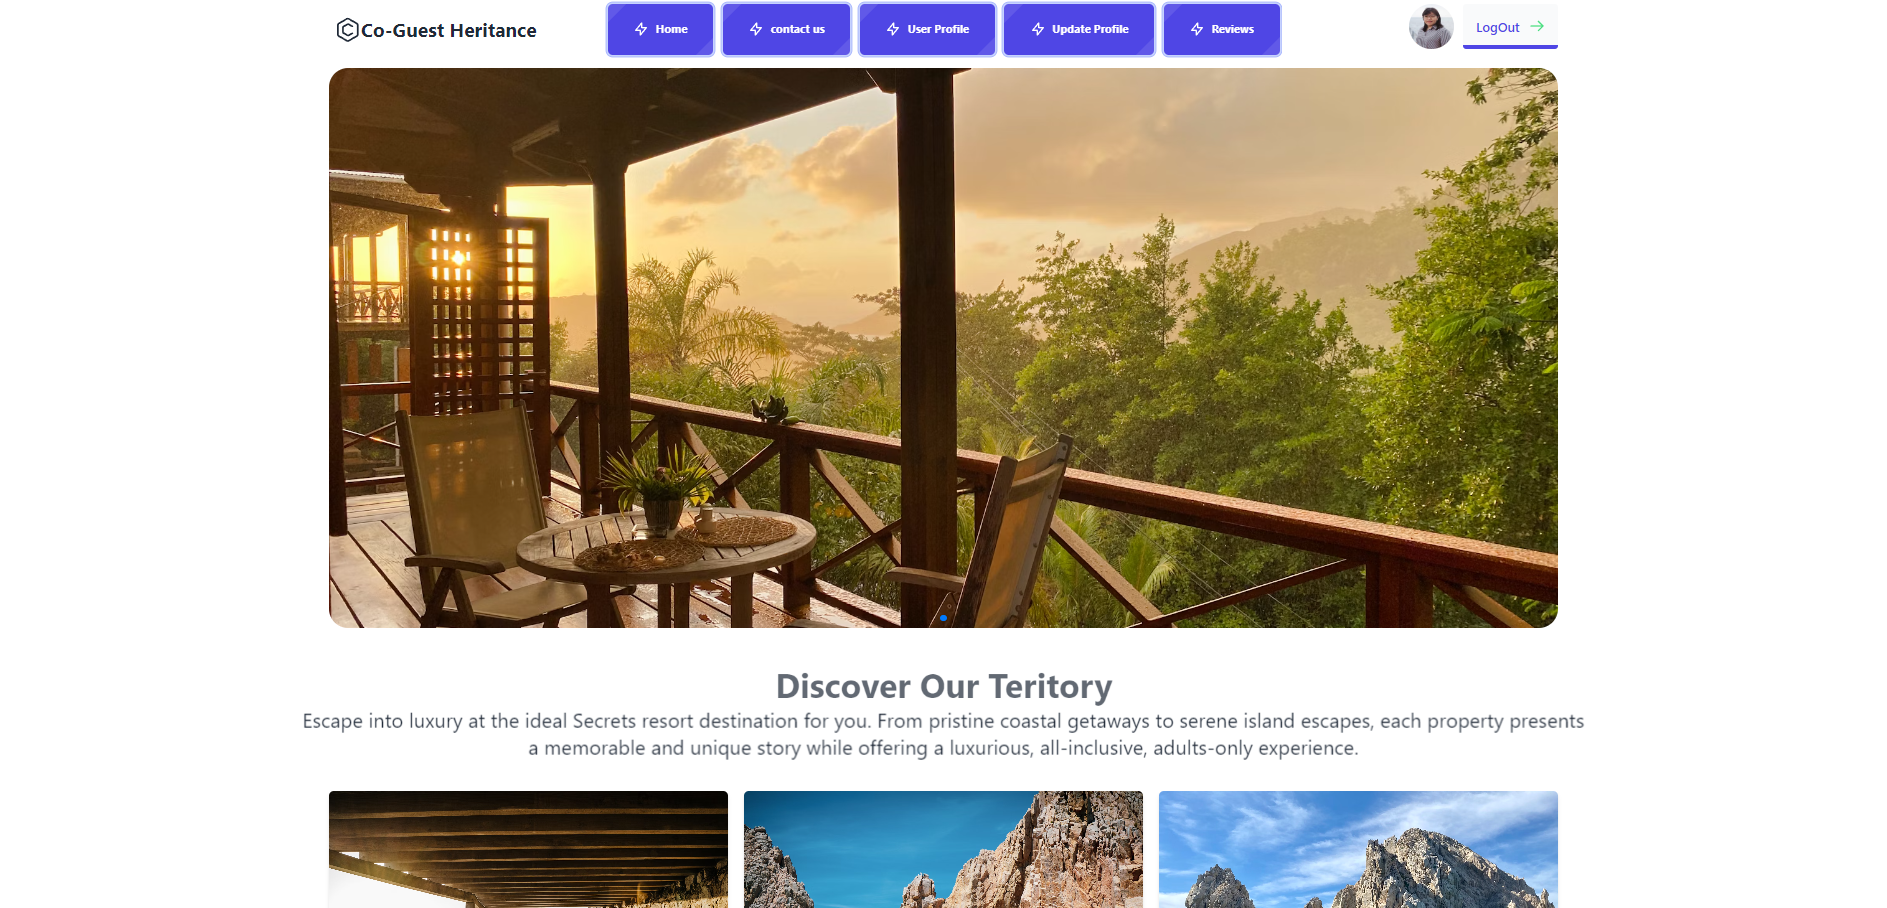 Co-Guest Heritance
Home
contact us
User Profile
Update Profile
Reviews
LogOut
Discover Our Teritory
Escape into luxury at the ideal Secrets resort destination for you. From pristine coastal getaways to serene island escapes, each property presents
a memorable and unique story while offering a luxurious, all-inclusive, adults-only experience.